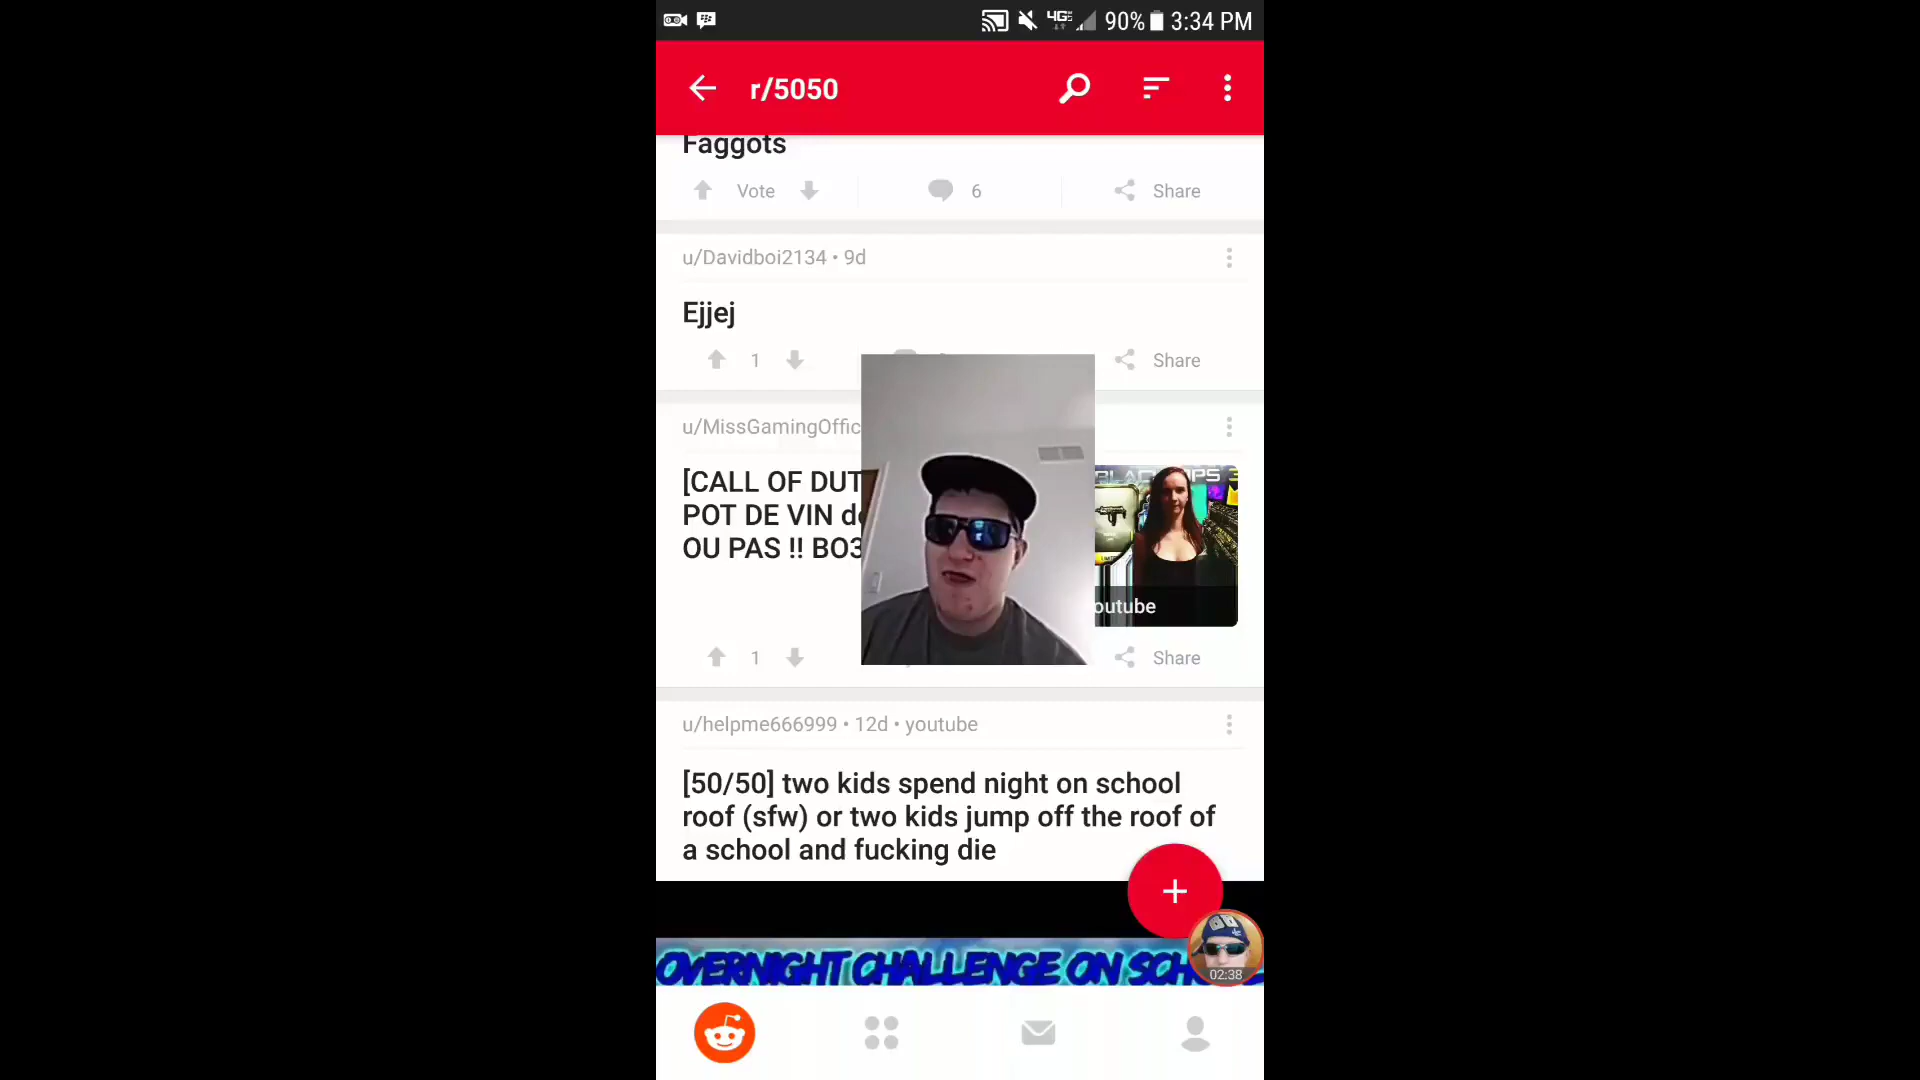 90% 3:34 PM
r/5050
Faggots
Vote 6 Share
u/Davidboi2134 • 9d
Ejjej
1 Share
u/MissGamingOffic
[CALL OF DUT
POT DE VIN
OU PAS !! BO3
outube
1 Share
u/helpme666999 • 12d • youtube
[50/50] two kids spend night on school
roof (sfw) or two kids jump off the roof of
a school and fucking die
OVERNIGHT CHALLENGE ON SCH
02:38